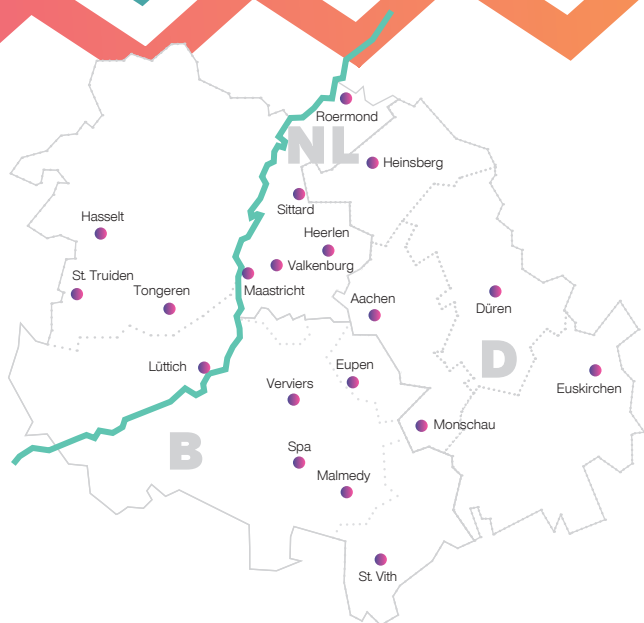 Roermond
NL
Heinsberg
Sittard
Hasselt
Heerlen
Valkenburg
St. Truiden
Tongeren
Maastricht
Aachen
Düren
Lüttich
Eupen
D
Verviers
Euskirchen
Monschau
B
Spa
Malmedy
St. Vith